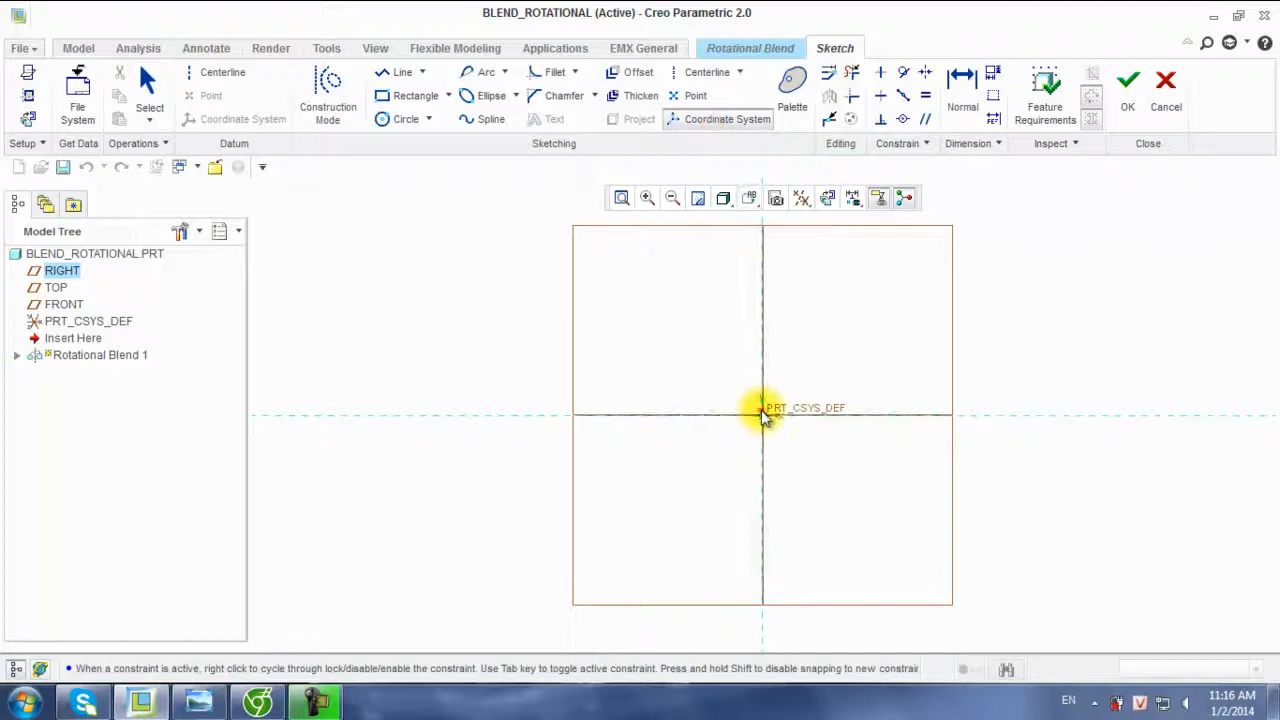 BLEND_ROTATIONAL (Active) - Creo Parametric 2.0
File Model Analysis Annotate Render Tools View Flexible Modeling Applications EMX General Rotational Blend Sketch
Centerline Line Arc Fillet Offset Centerline
Point Rectangle Ellipse Chamfer Thicken Point
Coordinate System Circle Spline Text Project Coordinate System
File System Select Construction Mode Palette Normal Feature Requirements OK Cancel
Setup Get Data Operations Datum Sketching Editing Constrain Dimension Inspect Close
Model Tree
BLEND_ROTATIONAL.PRT
RIGHT
TOP
FRONT
PRT_CSYS_DEF
Insert Here
Rotational Blend 1
PRT_CSYS_DEF
When a constraint is active, right click to cycle through lock/disable/enable the constraint. Use Tab key to toggle active constraint. Press and hold Shift to disable snapping to new constrair
EN
11:16 AM
1/2/2014